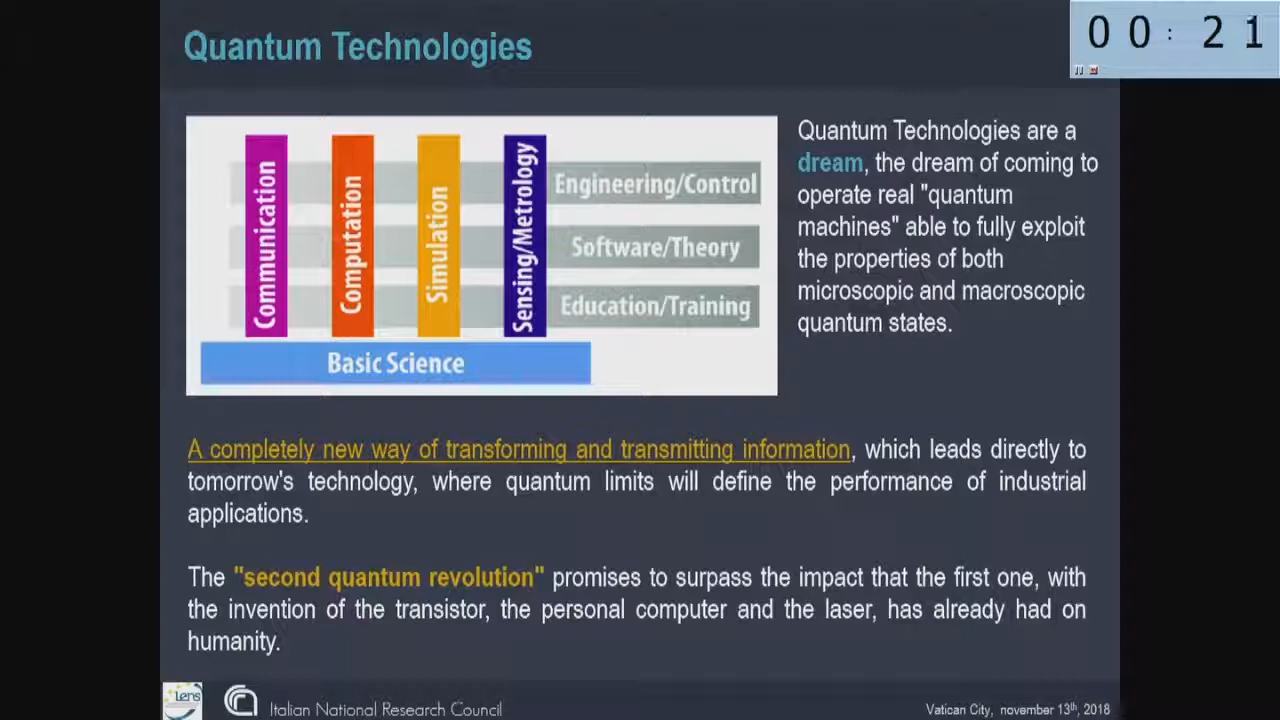 Quantum Technologies
00:21
Communication
Computation
Simulation
Sensing/Metrology
Engineering/Control
Software/Theory
Education/Training
Basic Science
Quantum Technologies are a
dream, the dream of coming to
operate real "quantum
machines" able to fully exploit
the properties of both
microscopic and macroscopic
quantum states.
A completely new way of transforming and transmitting information, which leads directly to
tomorrow's technology, where quantum limits will define the performance of industrial
applications.
The "second quantum revolution" promises to surpass the impact that the first one, with
the invention of the transistor, the personal computer and the laser, has already had on
humanity.
Lens
Italian National Research Council
Vatican City, november 13th, 2018